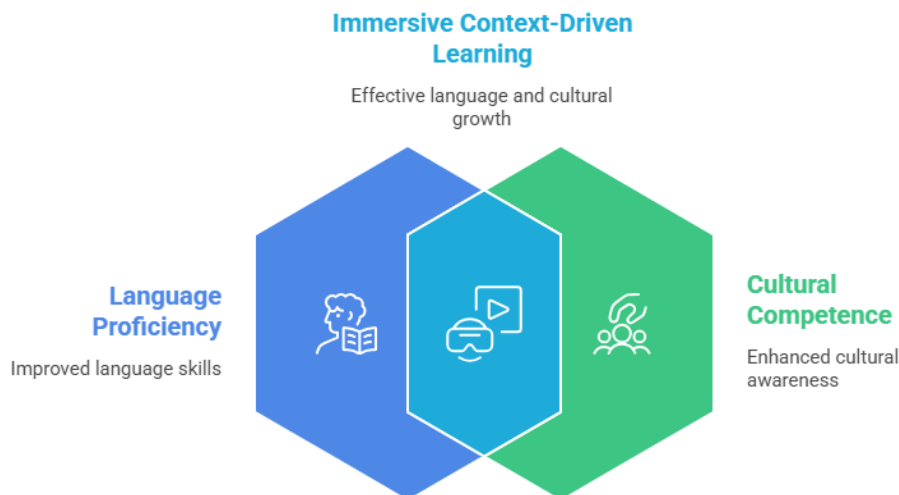 Immersive Context-Driven
Learning
Effective language and cultural
growth
Language
Proficiency
Improved language skills
Cultural
Competence
Enhanced cultural
awareness